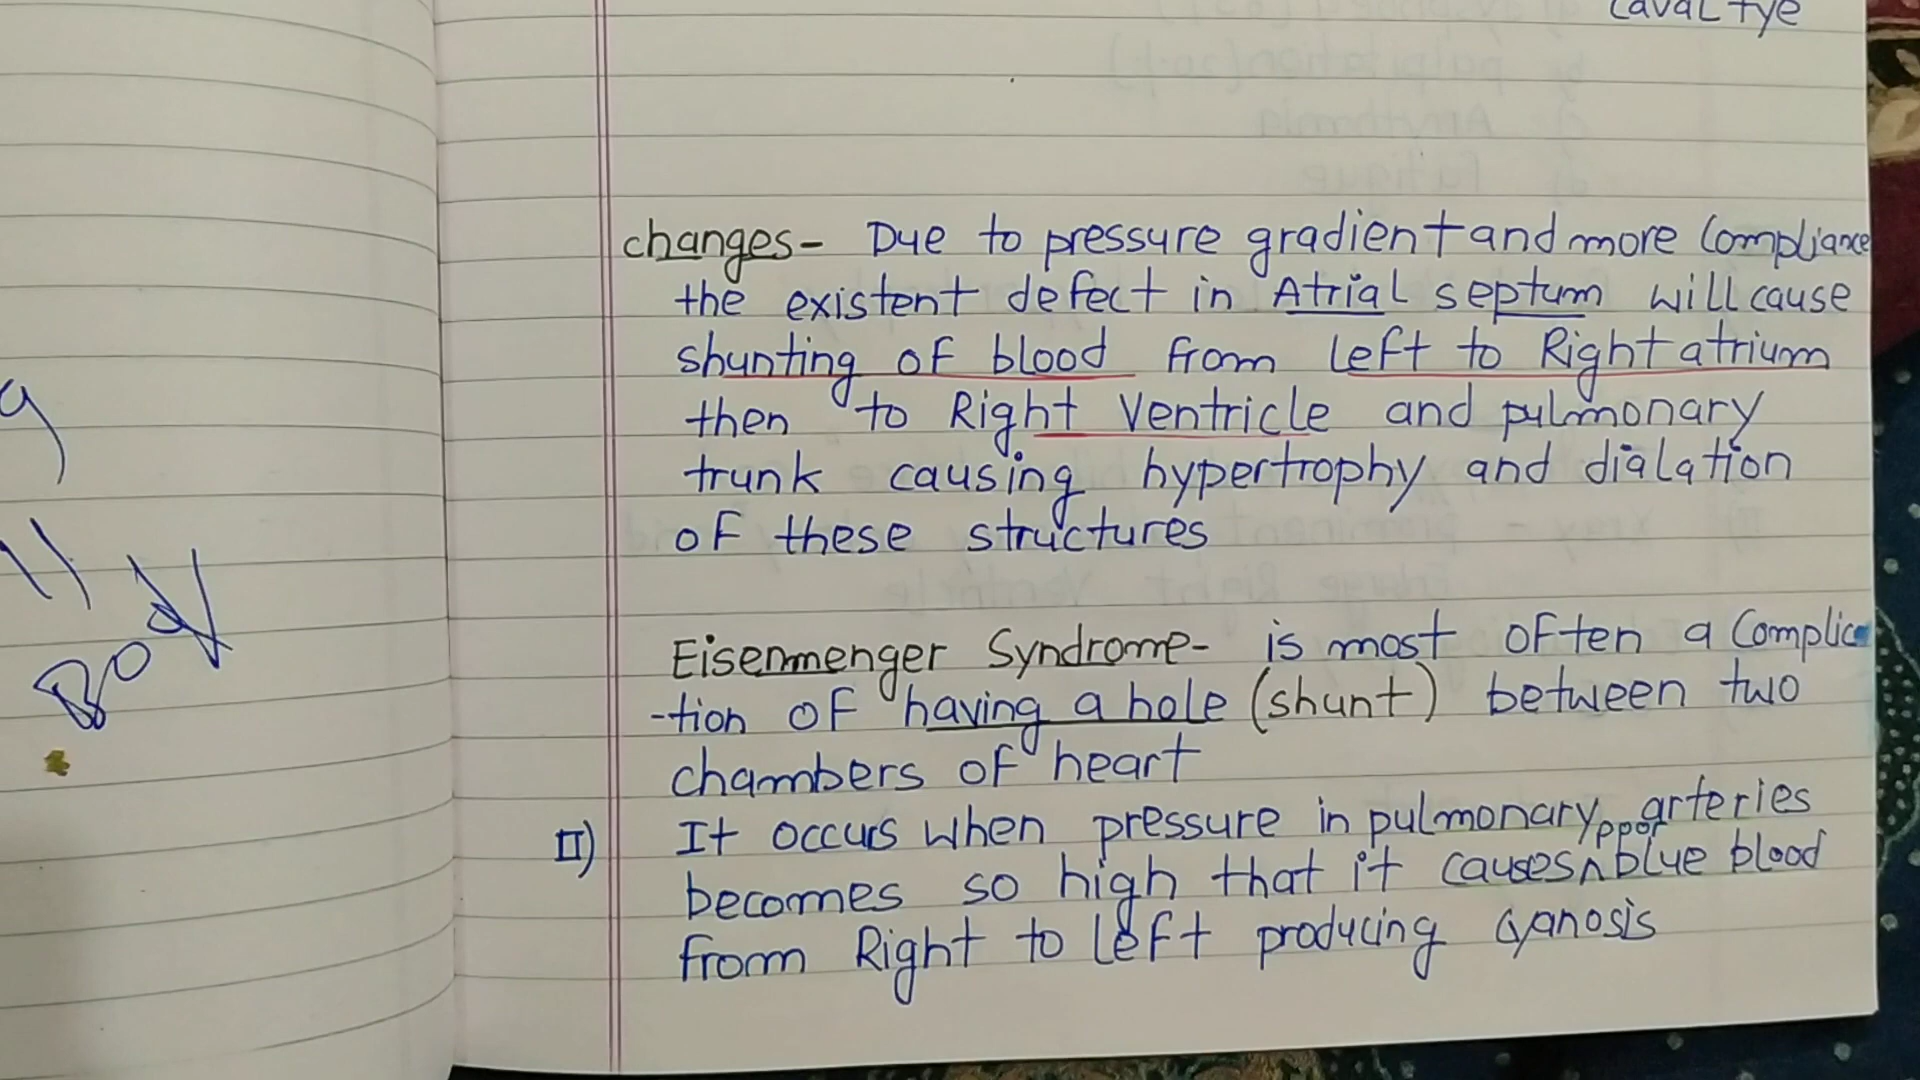 caval tye
changes- Due to pressure gradient and more Compliance
the existent defect in Atrial septum will cause
shunting of blood from left to Right atrium
then to Right Ventricle and pulmonary
trunk causing hypertrophy and dialation
of these structures
Eisenmenger Syndrome- is most often a Complica
-tion of having a hole (shunt) between two
chambers of heart
II) It occurs when pressure in pulmonary arteries
becomes so high that it causes ^ppor blue blood
from Right to left producing cyanosis